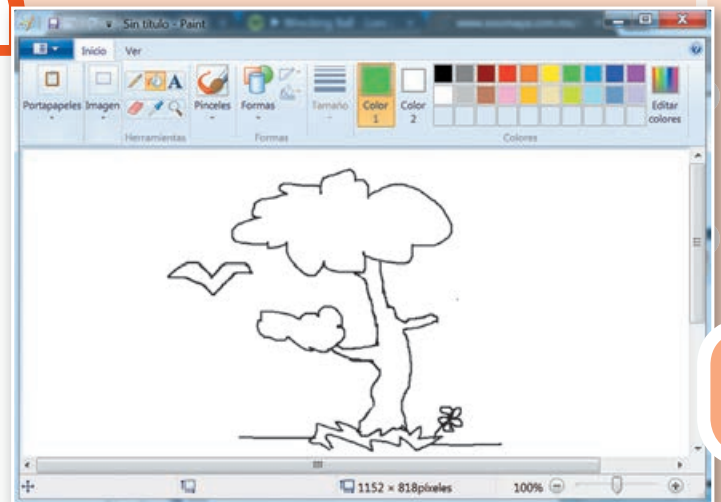 Sin título - Paint
Inicio Ver
Portapapeles Imagen
Pinceles Formas
Tamaño
Color 1
Color 2
Editar colores
Herramientas Formas Colores
1152 × 818píxeles 100%